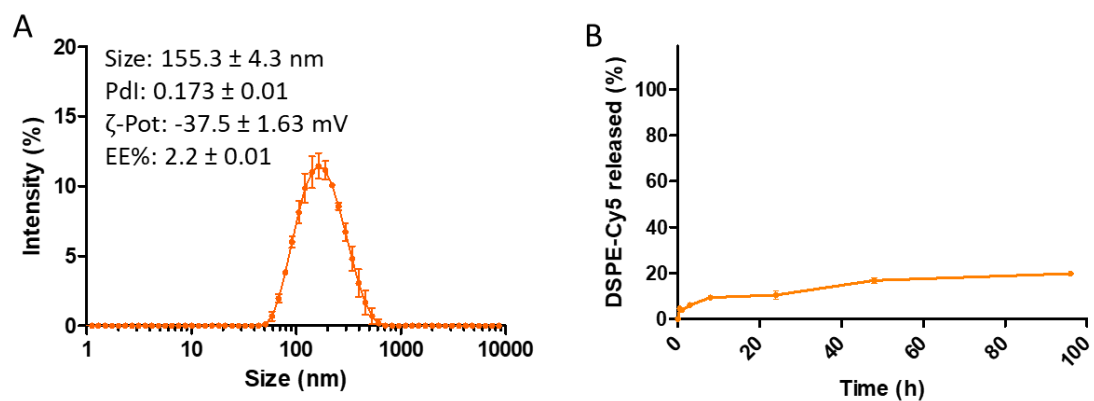 A
Size: 155.3 ± 4.3 nm
PdI: 0.173 ± 0.01
ζ-Pot: -37.5 ± 1.63 mV
EE%: 2.2 ± 0.01
Intensity (%)
20
15
10
5
0
1
10
100
1000
10000
Size (nm)
B
DSPE-Cy5 released (%)
100
80
60
40
20
0
0
20
40
60
80
100
Time (h)